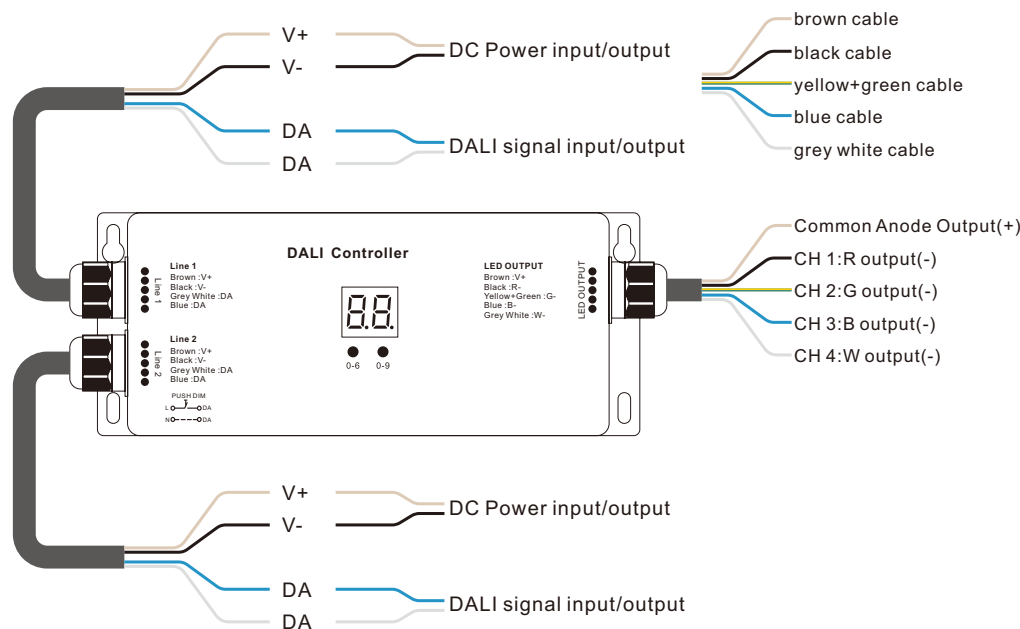 V+
V-
DC Power input/output
DA
DA
DALI signal input/output
brown cable
black cable
yellow+green cable
blue cable
grey white cable
DALI Controller
Line 1
Brown :V+
Black :V-
Grey White :DA
Blue :DA
Line 1
Line 2
Brown :V+
Black :V-
Grey White :DA
Blue :DA
Line 2
PUSH DIM
L DA
N DA
8.8.
0-6
0-9
LED OUTPUT
Brown :V+
Black :R-
Yellow+Green :G-
Blue :B-
Grey White :W-
LED OUTPUT
Common Anode Output(+)
CH 1:R output(-)
CH 2:G output(-)
CH 3:B output(-)
CH 4:W output(-)
V+
V-
DC Power input/output
DA
DA
DALI signal input/output